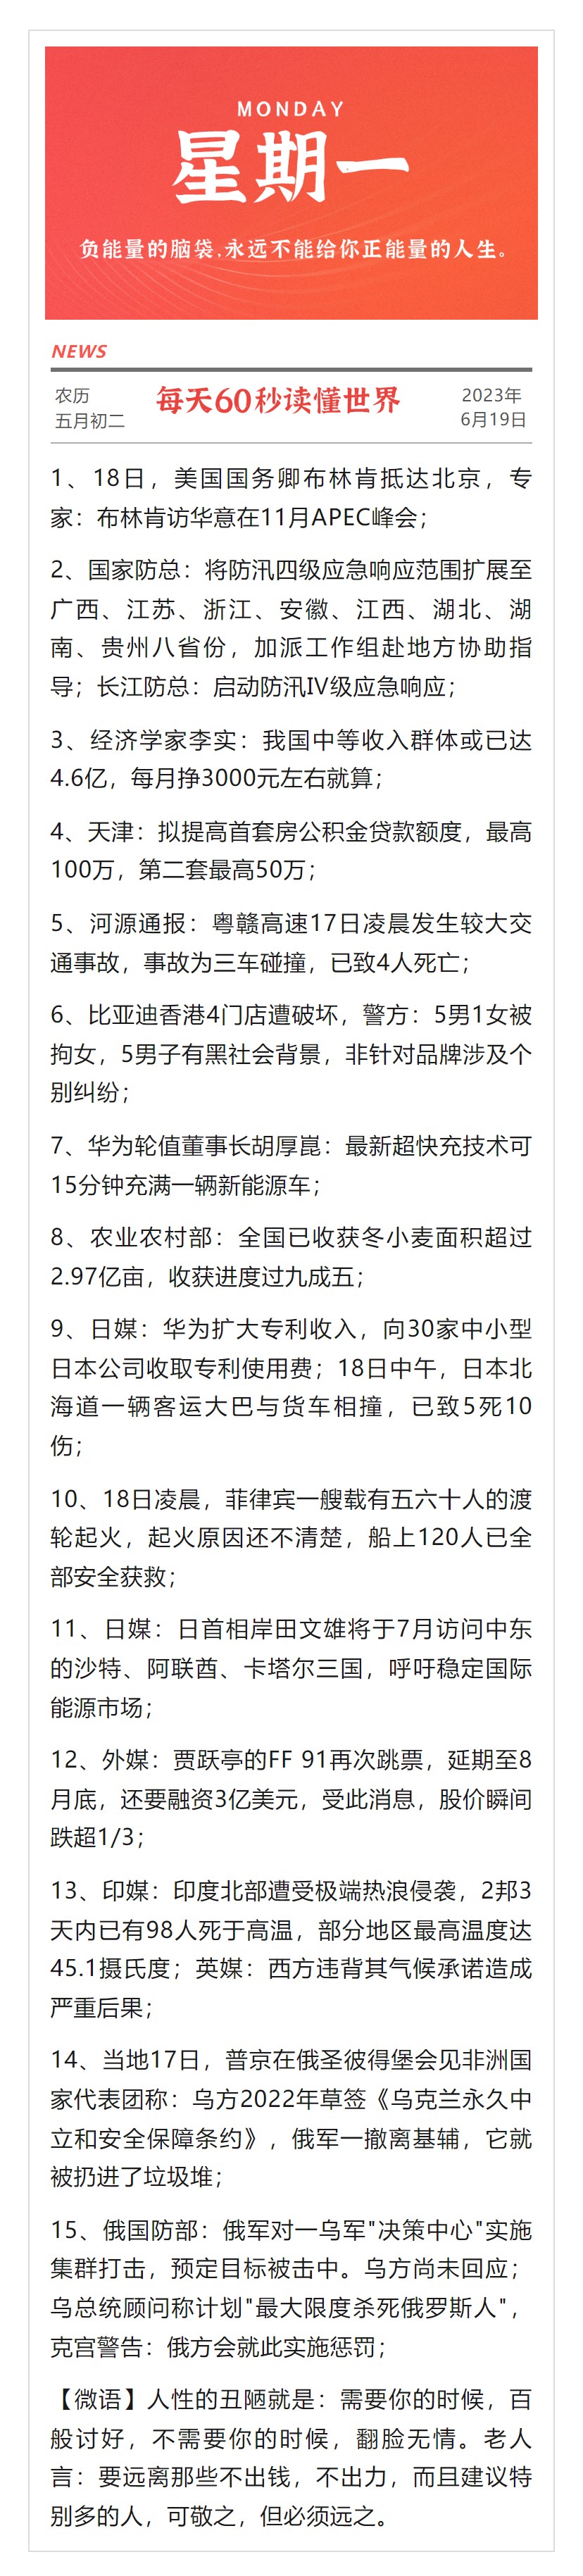 MONDAY
星期一
负能量的脑袋,永远不能给你正能量的人生。
NEWS
农历
五月初二
每天60秒读懂世界
2023年
6月19日
1、18日，美国国务卿布林肯抵达北京，专
家：布林肯访华意在11月APEC峰会；
2、国家防总：将防汛四级应急响应范围扩展至
广西、江苏、浙江、安徽、江西、湖北、湖
南、贵州八省份，加派工作组赴地方协助指
导；长江防总：启动防汛IV级应急响应；
3、经济学家李实：我国中等收入群体或已达
4.6亿，每月挣3000元左右就算；
4、天津：拟提高首套房公积金贷款额度，最高
100万，第二套最高50万；
5、河源通报：粤赣高速17日凌晨发生较大交
通事故，事故为三车碰撞，已致4人死亡；
6、比亚迪香港4门店遭破坏，警方：5男1女被
拘女，5男子有黑社会背景，非针对品牌涉及个
别纠纷；
7、华为轮值董事长胡厚崑：最新超快充技术可
15分钟充满一辆新能源车；
8、农业农村部：全国已收获冬小麦面积超过
2.97亿亩，收获进度过九成五；
9、日媒：华为扩大专利收入，向30家中小型
日本公司收取专利使用费；18日中午，日本北
海道一辆客运大巴与货车相撞，已致5死10
伤；
10、18日凌晨，菲律宾一艘载有五六十人的渡
轮起火，起火原因还不清楚，船上120人已全
部安全获救；
11、日媒：日首相岸田文雄将于7月访问中东
的沙特、阿联酋、卡塔尔三国，呼吁稳定国际
能源市场；
12、外媒：贾跃亭的FF 91再次跳票，延期至8
月底，还要融资3亿美元，受此消息，股价瞬间
跌超1/3；
13、印媒：印度北部遭受极端热浪侵袭，2邦3
天内已有98人死于高温，部分地区最高温度达
45.1摄氏度；英媒：西方违背其气候承诺造成
严重后果；
14、当地17日，普京在俄圣彼得堡会见非洲国
家代表团称：乌方2022年草签《乌克兰永久中
立和安全保障条约》，俄军一撤离基辅，它就
被扔进了垃圾堆；
15、俄国防部：俄军对一乌军"决策中心"实施
集群打击，预定目标被击中。乌方尚未回应；
乌总统顾问称计划"最大限度杀死俄罗斯人"，
克宫警告：俄方会就此实施惩罚；
【微语】人性的丑陋就是：需要你的时候，百
般讨好，不需要你的时候，翻脸无情。老人
言：要远离那些不出钱，不出力，而且建议特
别多的人，可敬之，但必须远之。